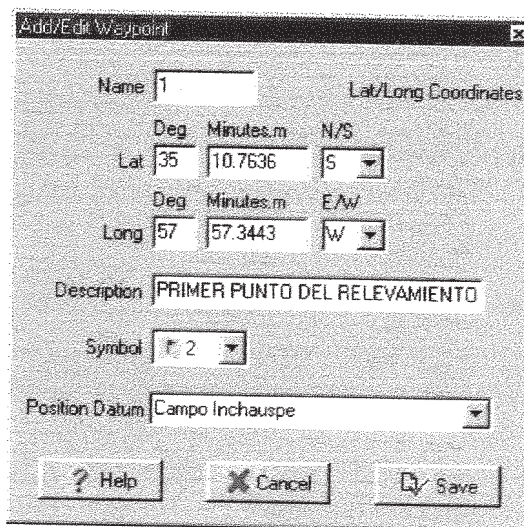 Add/Edit Waypoint
Name 1 Lat/Long Coordinates
Deg Minutes.m N/S
Lat 35 10.7636 S
Deg Minutes.m E/W
Long 57 57.3443 W
Description PRIMER PUNTO DEL RELEVAMIENTO
Symbol 2
Position Datum Campo Inchauspe
? Help Cancel Save